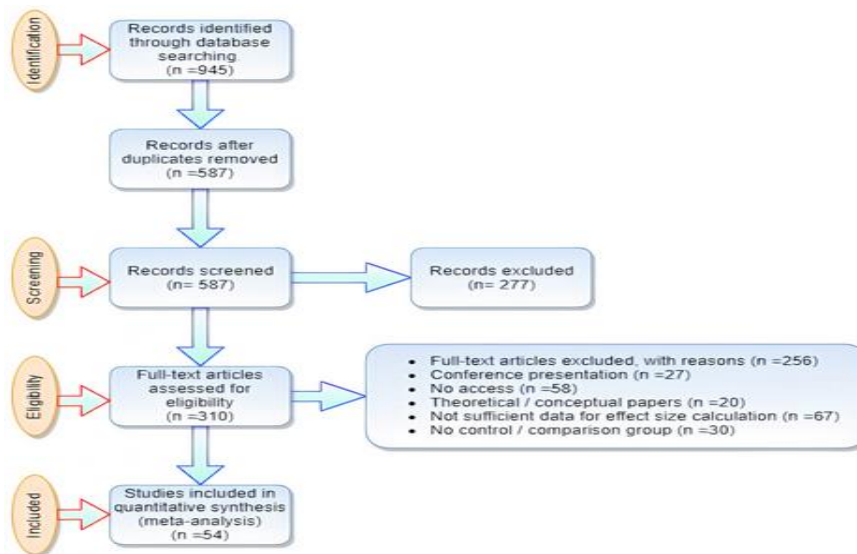 Identification
Records identified
through database
searching
(n =945)
Records after
duplicates removed
(n =587)
Screening
Records screened
(n= 587)
Records excluded
(n= 277)
Eligibility
Full-text articles
assessed for
eligibility
(n =310)
• Full-text articles excluded, with reasons (n =256)
• Conference presentation (n =27)
• No access (n =58)
• Theoretical / conceptual papers (n =20)
• Not sufficient data for effect size calculation (n =67)
• No control / comparison group (n =30)
Included
Studies included in
quantitative synthesis
(meta-analysis)
(n =54)